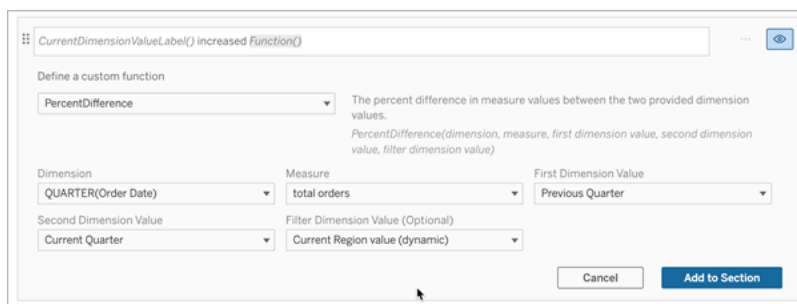 CurrentDimensionValueLabel() increased Function()
Define a custom function
PercentDifference
The percent difference in measure values between the two provided dimension
values.
PercentDifference(dimension, measure, first dimension value, second dimension
value, filter dimension value)
Dimension
Measure
First Dimension Value
QUARTER(Order Date)
total orders
Previous Quarter
Second Dimension Value
Filter Dimension Value (Optional)
Current Quarter
Current Region value (dynamic)
Cancel
Add to Section